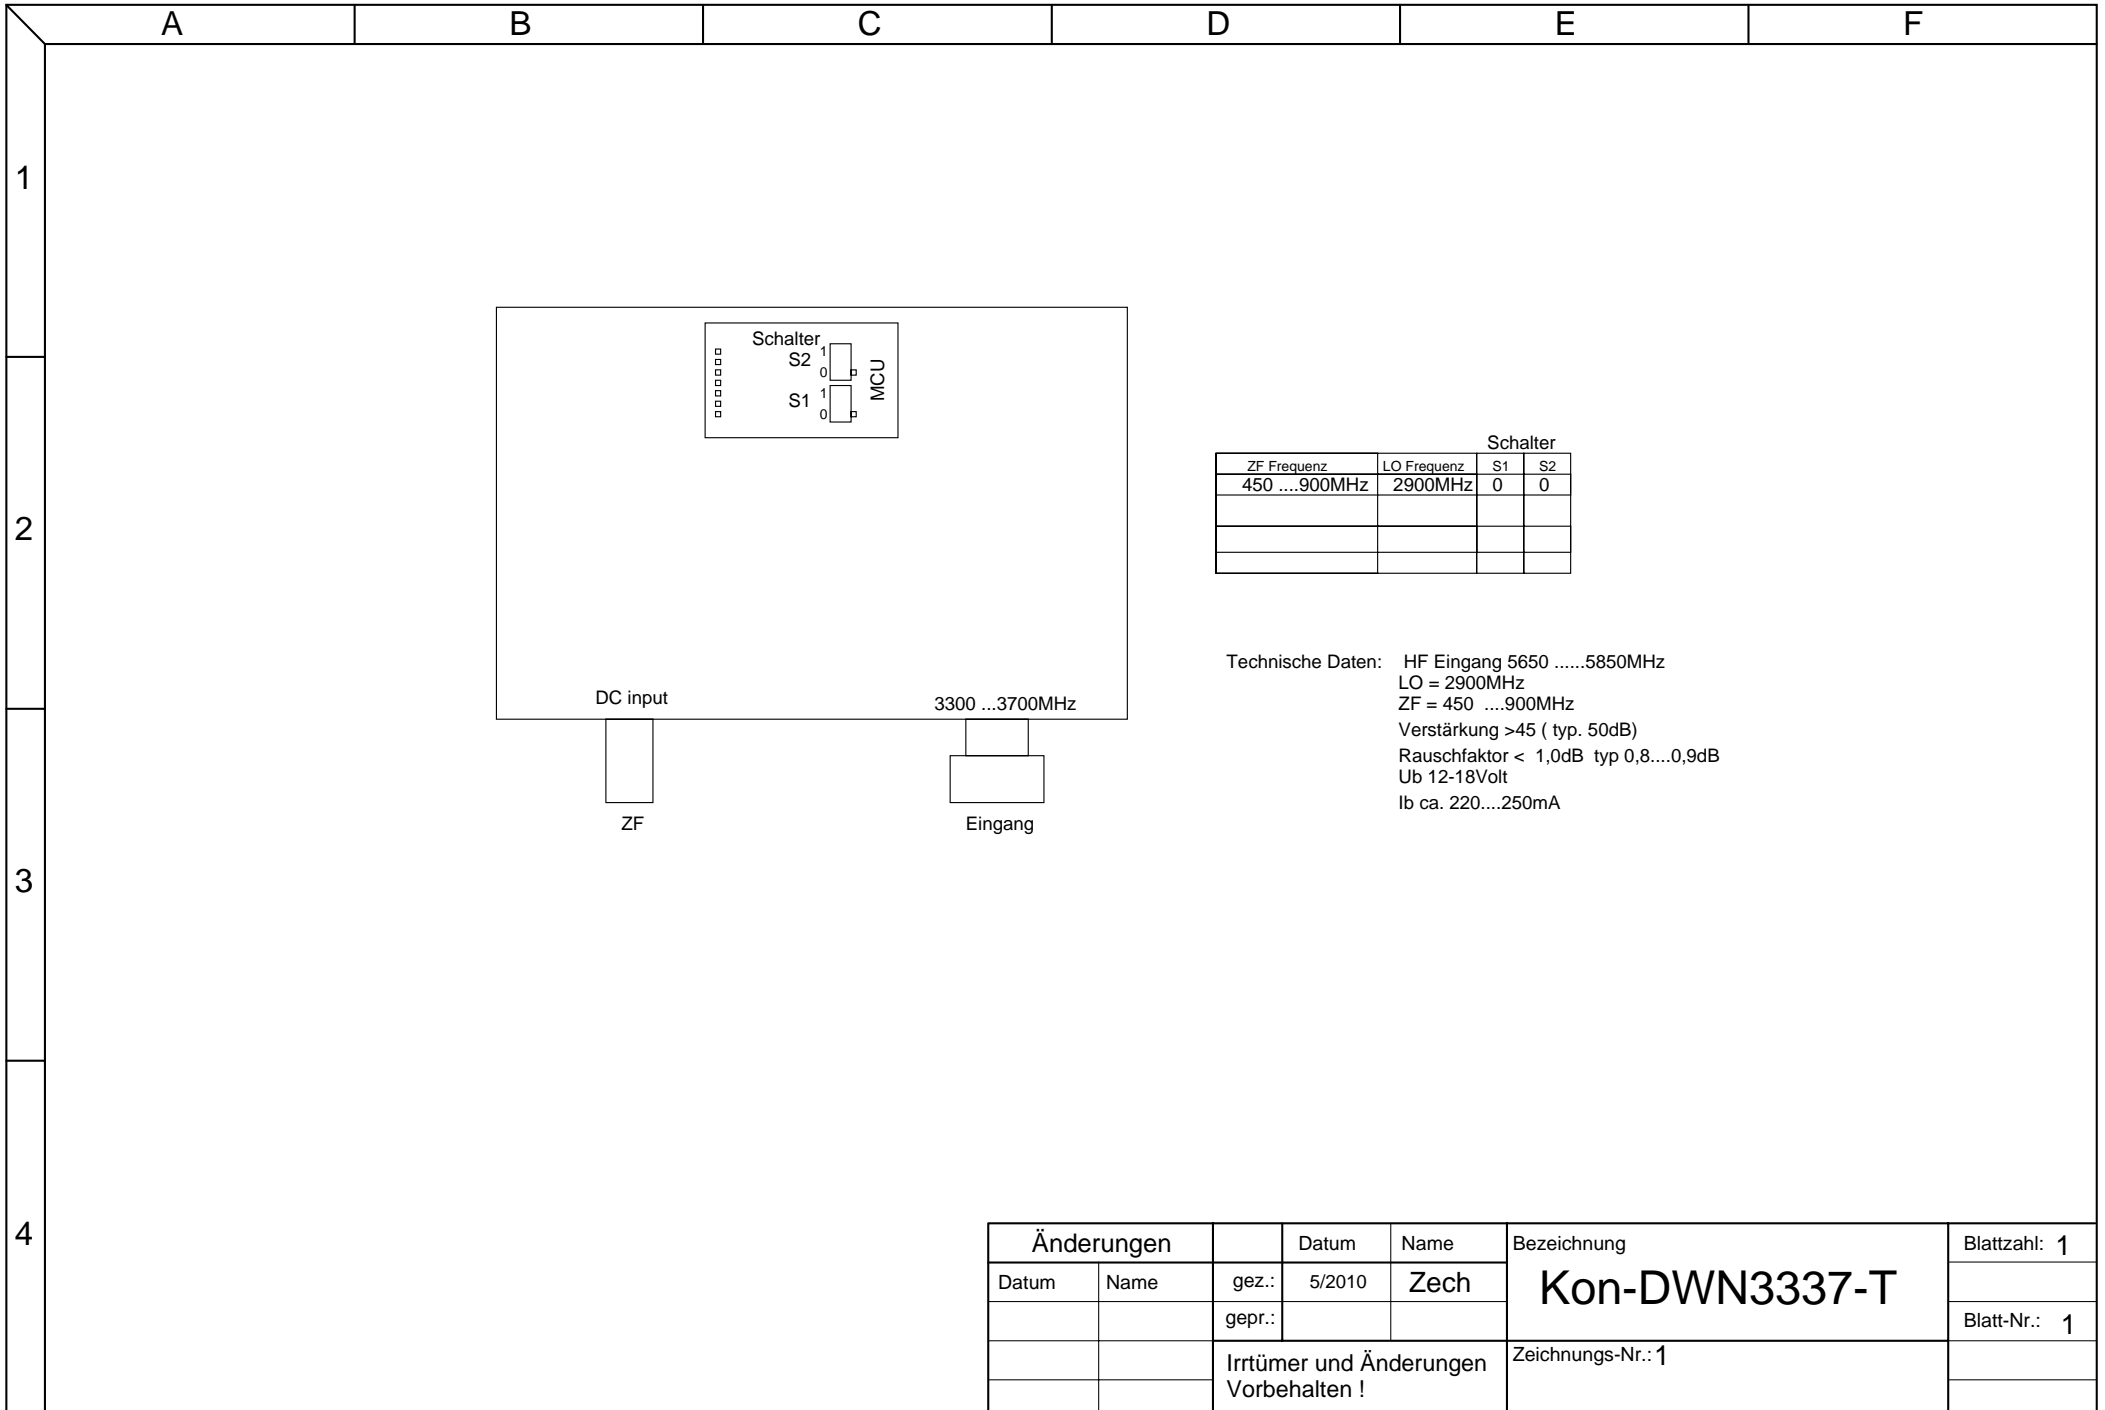 A B C D E F
1
2
3
4
Schalter
S2 1
0
S1 1
0
MCU
DC input
3300 ...3700MHz
ZF
Eingang
Schalter
ZF Frequenz LO Frequenz S1 S2
450 ....900MHz 2900MHz 0 0
Technische Daten: HF Eingang 5650 ......5850MHz
LO = 2900MHz
ZF = 450 ....900MHz
Verstärkung >45 ( typ. 50dB)
Rauschfaktor < 1,0dB typ 0,8....0,9dB
Ub 12-18Volt
Ib ca. 220....250mA
Änderungen Datum Name Bezeichnung Blattzahl: 1
Datum Name gez.: 5/2010 Zech Kon-DWN3337-T
gepr.: Blatt-Nr.: 1
Irrtümer und Änderungen Zeichnungs-Nr.: 1
Vorbehalten !